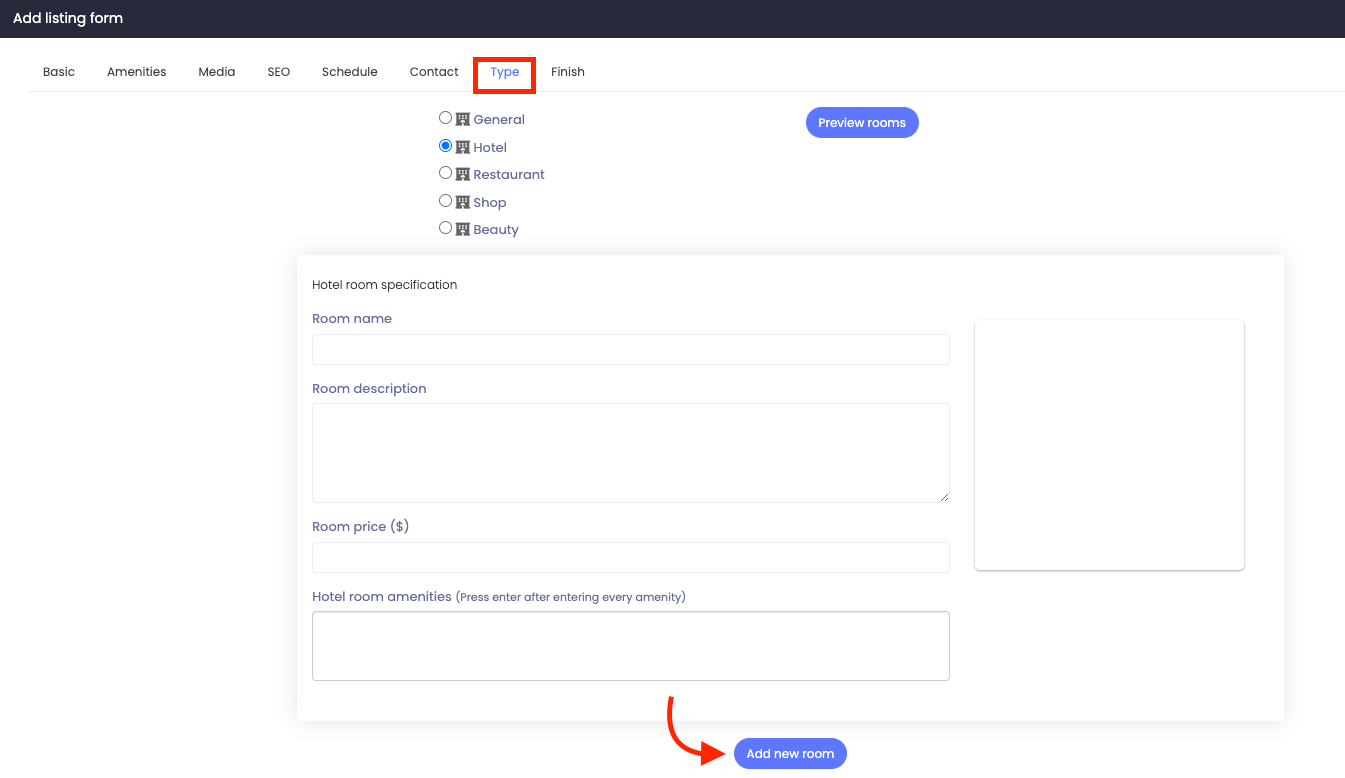 Add listing form
Basic Amenities Media SEO Schedule Contact Type Finish
General
Preview rooms
Hotel
Restaurant
Shop
Beauty
Hotel room specification
Room name
Room description
Room price ($)
Hotel room amenities (Press enter after entering every amenity)
Add new room